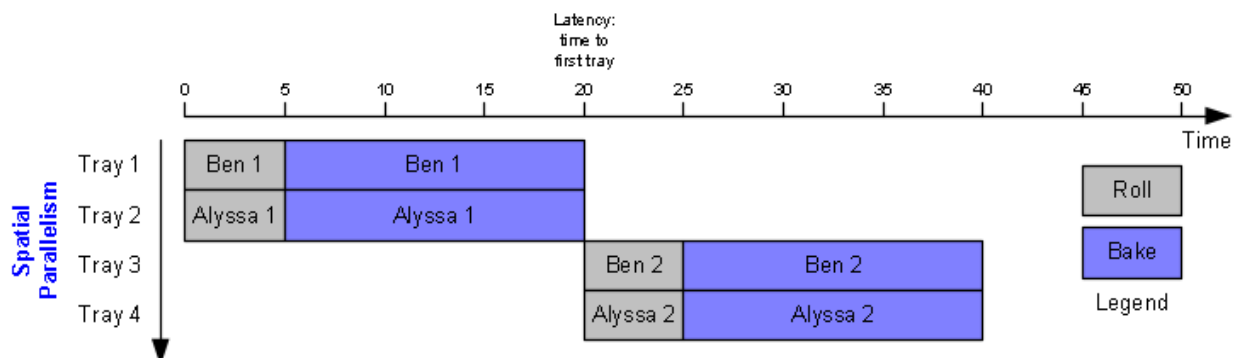 Latency:
time to
first tray
0 5 10 15 20 25 30 35 40 45 50
Time
Spatial
Parallelism
Tray 1 Ben 1 Ben 1
Tray 2 Alyssa 1 Alyssa 1
Tray 3 Ben 2 Ben 2
Tray 4 Alyssa 2 Alyssa 2
Roll
Bake
Legend